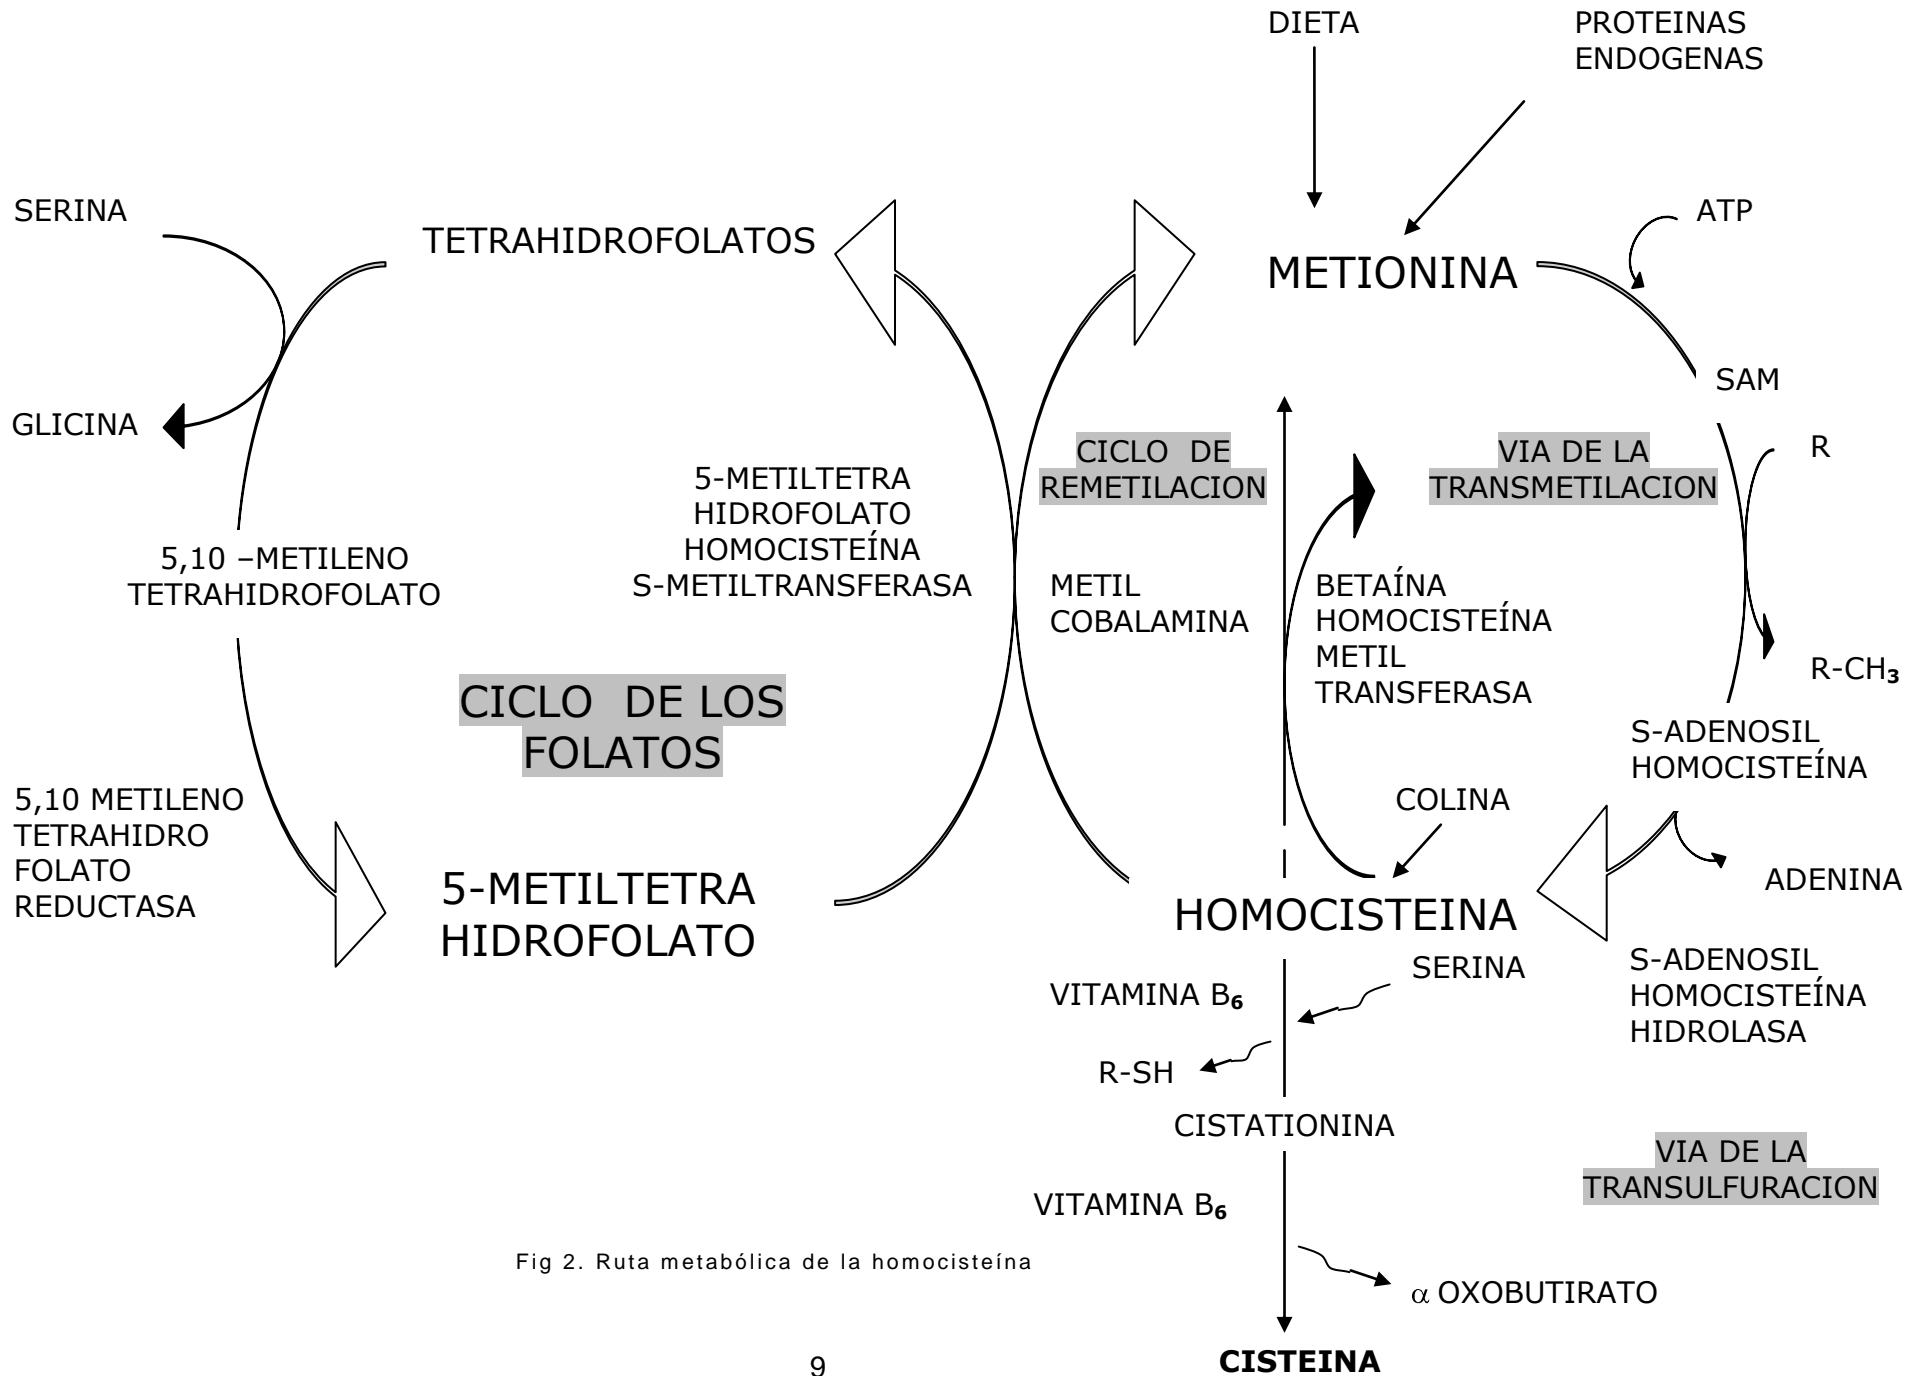 DIETA
PROTEINAS
ENDOGENAS
SERINA
TETRAHIDROFOLATOS
ATP
METIONINA
SAM
GLICINA
CICLO DE
REMETILACION
VIA DE LA
TRANSMETILACION
R
5-METILTETRA
HIDROFOLATO
HOMOCISTEÍNA
S-METILTRANSFERASA
5,10 –METILENO
TETRAHIDROFOLATO
METIL
COBALAMINA
BETAÍNA
HOMOCISTEÍNA
METIL
TRANSFERASA
R-CH₃
CICLO DE LOS
FOLATOS
S-ADENOSIL
HOMOCISTEÍNA
5,10 METILENO
TETRAHIDRO
FOLATO
REDUCTASA
COLINA
5-METILTETRA
HIDROFOLATO
ADENINA
HOMOCISTEINA
SERINA
S-ADENOSIL
HOMOCISTEÍNA
HIDROLASA
VITAMINA B₆
R-SH
CISTATIONINA
VIA DE LA
TRANSULFURACION
VITAMINA B₆
Fig 2. Ruta metabólica de la homocisteína
α OXOBUTIRATO
CISTEINA
9